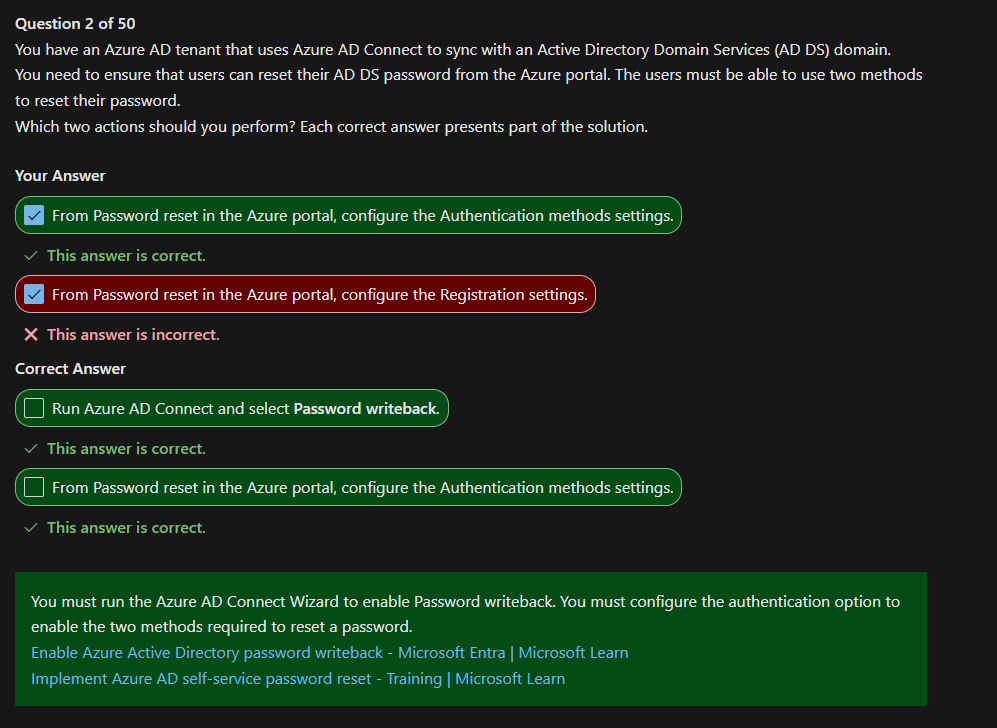 Question 2 of 50
You have an Azure AD tenant that uses Azure AD Connect to sync with an Active Directory Domain Services (AD DS) domain.
You need to ensure that users can reset their AD DS password from the Azure portal. The users must be able to use two methods
to reset their password.
Which two actions should you perform? Each correct answer presents part of the solution.
Your Answer
From Password reset in the Azure portal, configure the Authentication methods settings.
This answer is correct.
From Password reset in the Azure portal, configure the Registration settings.
This answer is incorrect.
Correct Answer
Run Azure AD Connect and select Password writeback.
This answer is correct.
From Password reset in the Azure portal, configure the Authentication methods settings.
This answer is correct.
You must run the Azure AD Connect Wizard to enable Password writeback. You must configure the authentication option to
enable the two methods required to reset a password.
Enable Azure Active Directory password writeback - Microsoft Entra | Microsoft Learn
Implement Azure AD self-service password reset - Training | Microsoft Learn